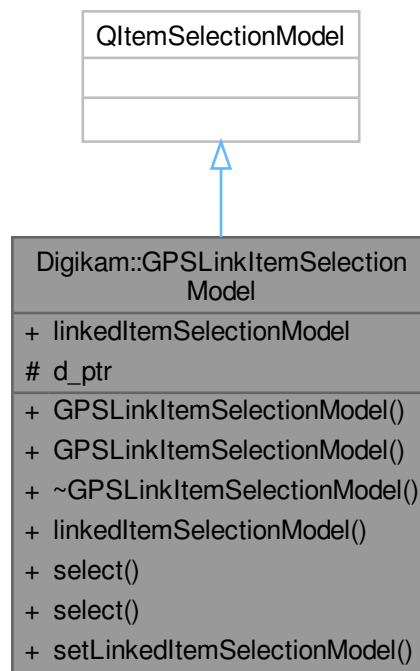 QItemSelectionModel
Digikam::GPSLinkItemSelection
Model
+ linkedItemSelectionModel
# d_ptr
+ GPSLinkItemSelectionModel()
+ GPSLinkItemSelectionModel()
+ ~GPSLinkItemSelectionModel()
+ linkedItemSelectionModel()
+ select()
+ select()
+ setLinkedItemSelectionModel()